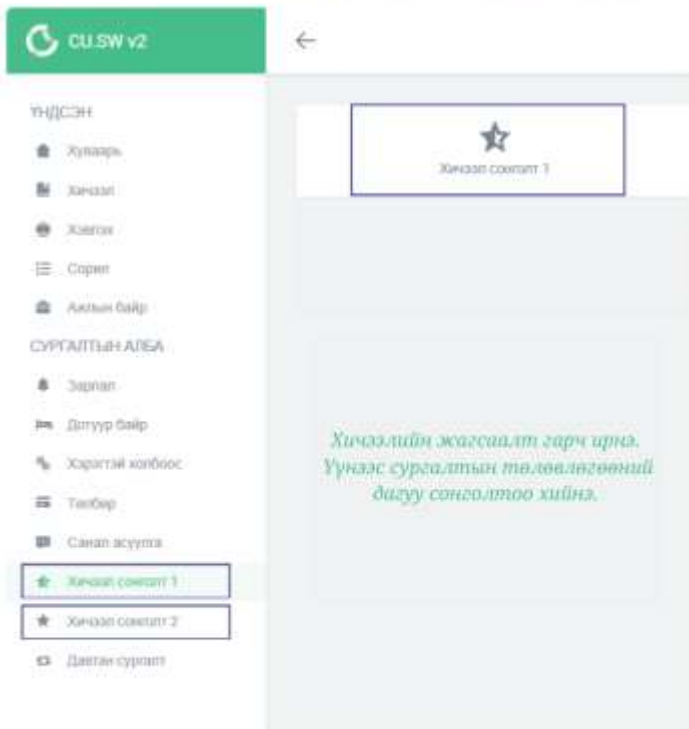 CU.SW v2
ҮНДСЭН
Хуваарь
Хичээл
Хэвлэх
Сорил
Ажлын байр
СУРГАЛТЫН АЛБА
Зарлал
Дотуур байр
Хэрэгтэй холбоос
Төлбөр
Санал асуулга
Хичээл сонголт 1
Хичээл сонголт 2
Давтан сургалт
Хичээл сонголт 1
Хичээлийн жагсаалт гарч ирнэ.
Үүнээс сургалтын төлөвлөгөөний
дагуу сонголтоо хийнэ.